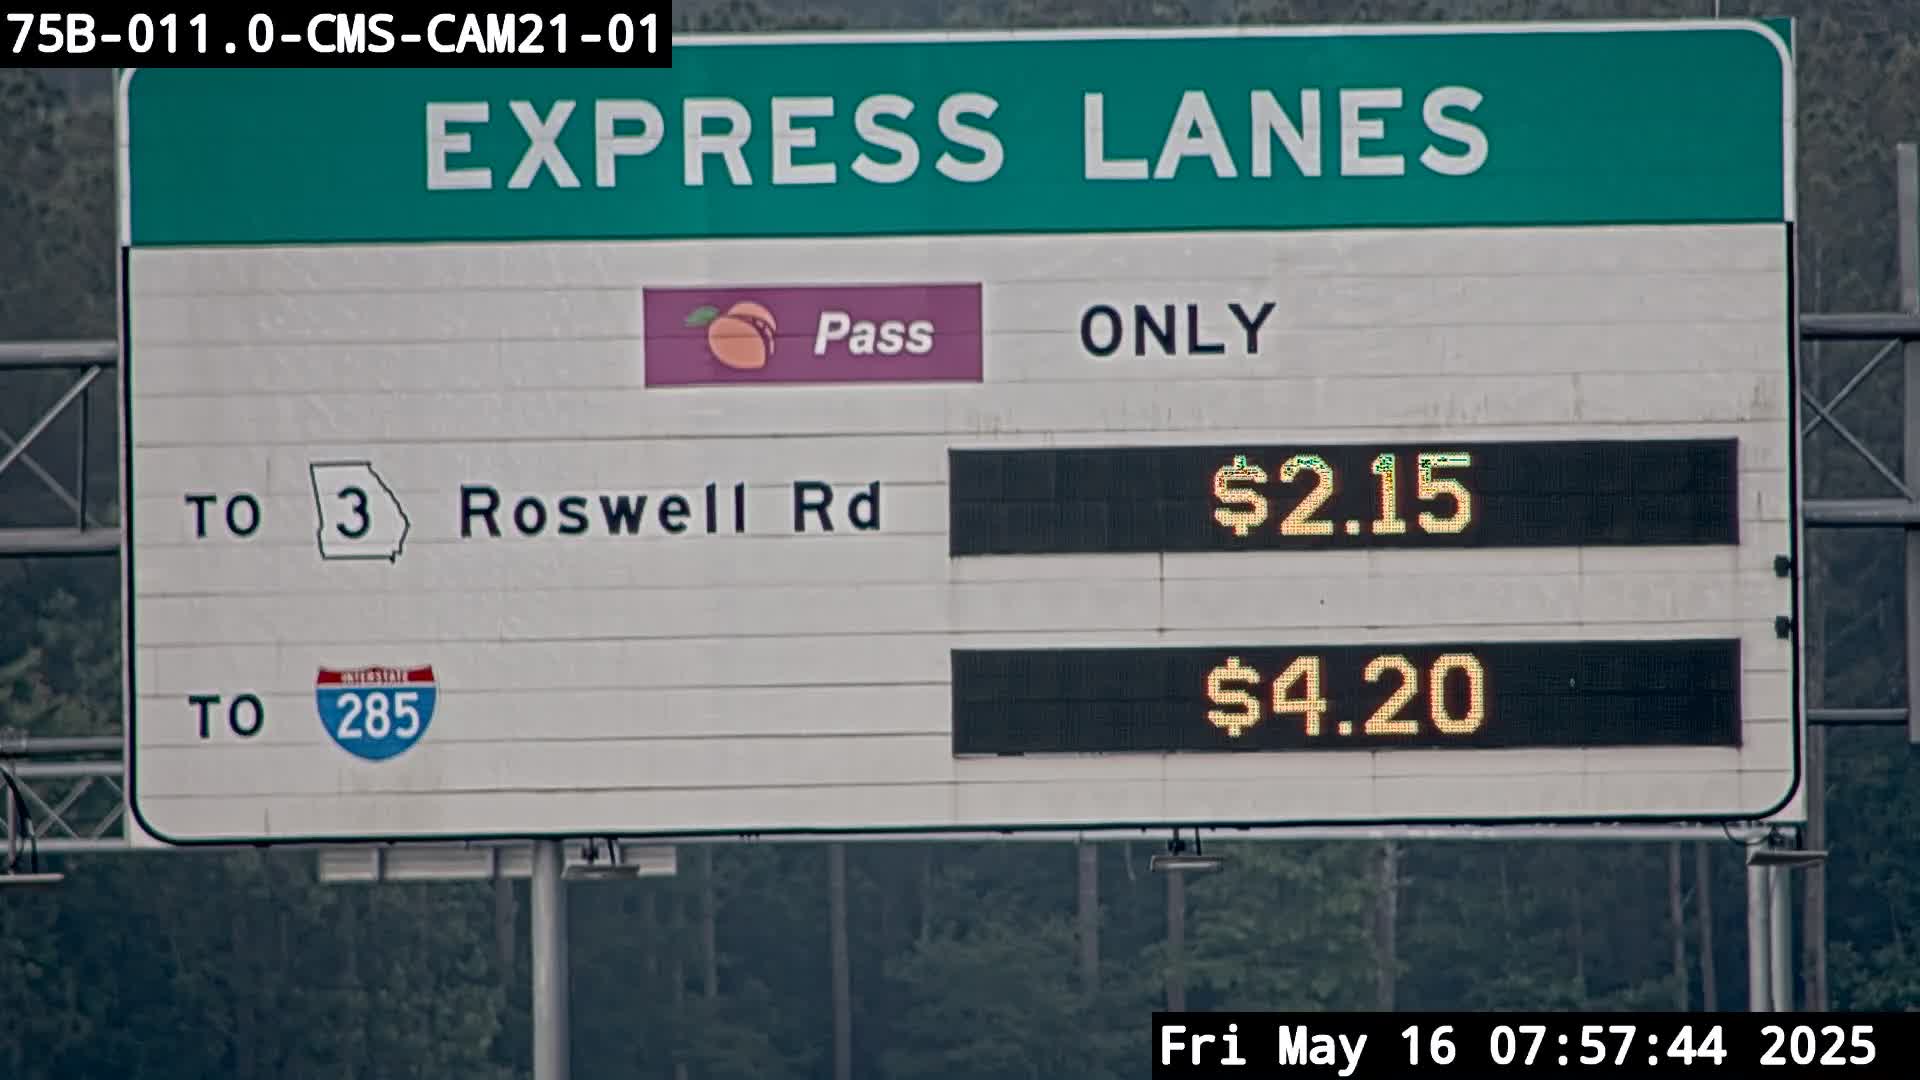 75B-011.0-CMS-CAM21-01
EXPRESS LANES
Pass ONLY
TO 3 Roswell Rd $2.15
TO INTERSTATE 285 $4.20
Fri May 16 07:57:44 2025